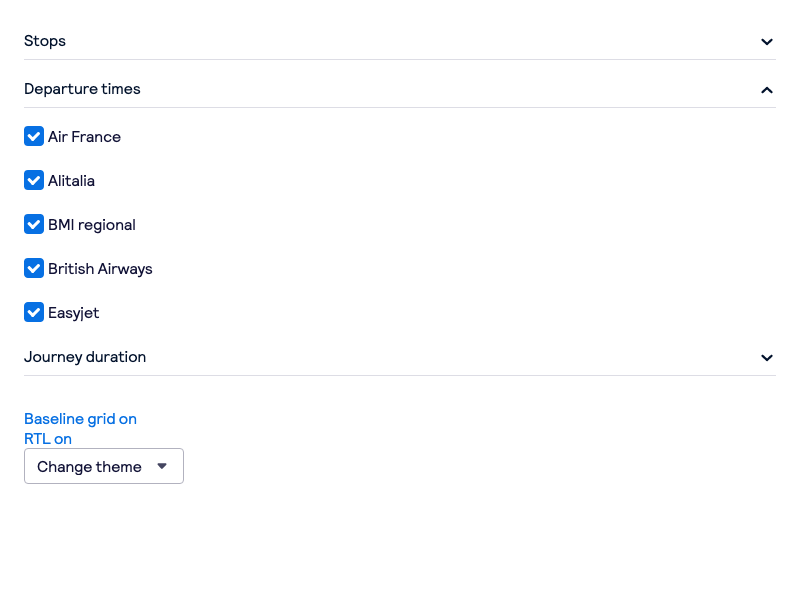 Stops
Departure times
Air France
Alitalia
BMI regional
British Airways
Easyjet
Journey duration
Baseline grid on
RTL on
Change theme